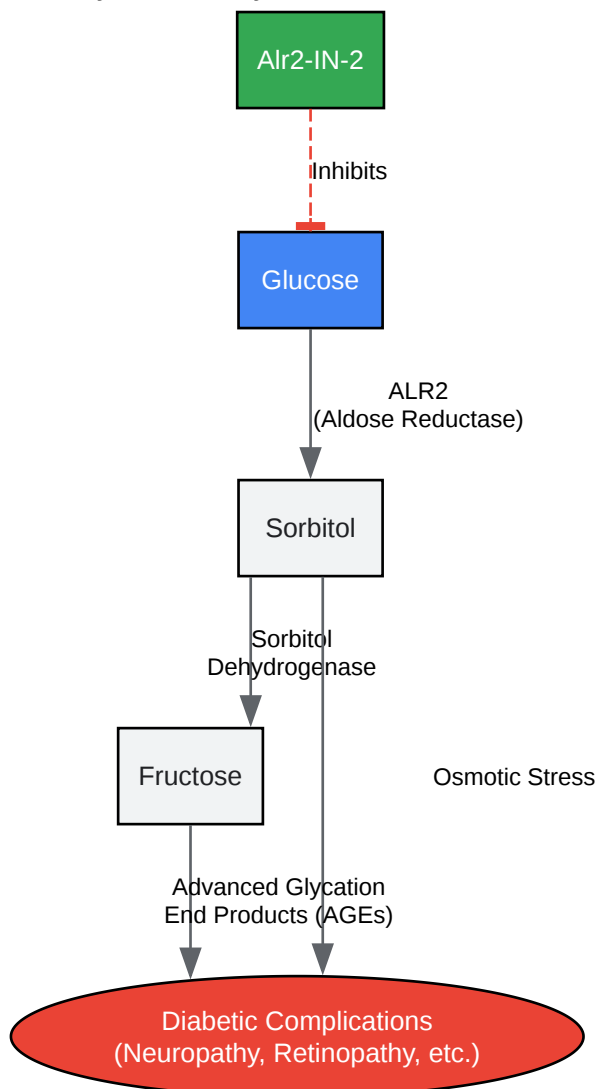 Alr2-IN-2
Inhibits
Glucose
ALR2
(Aldose Reductase)
Sorbitol
Sorbitol
Dehydrogenase
Fructose
Osmotic Stress
Advanced Glycation
End Products (AGEs)
Diabetic Complications
(Neuropathy, Retinopathy, etc.)